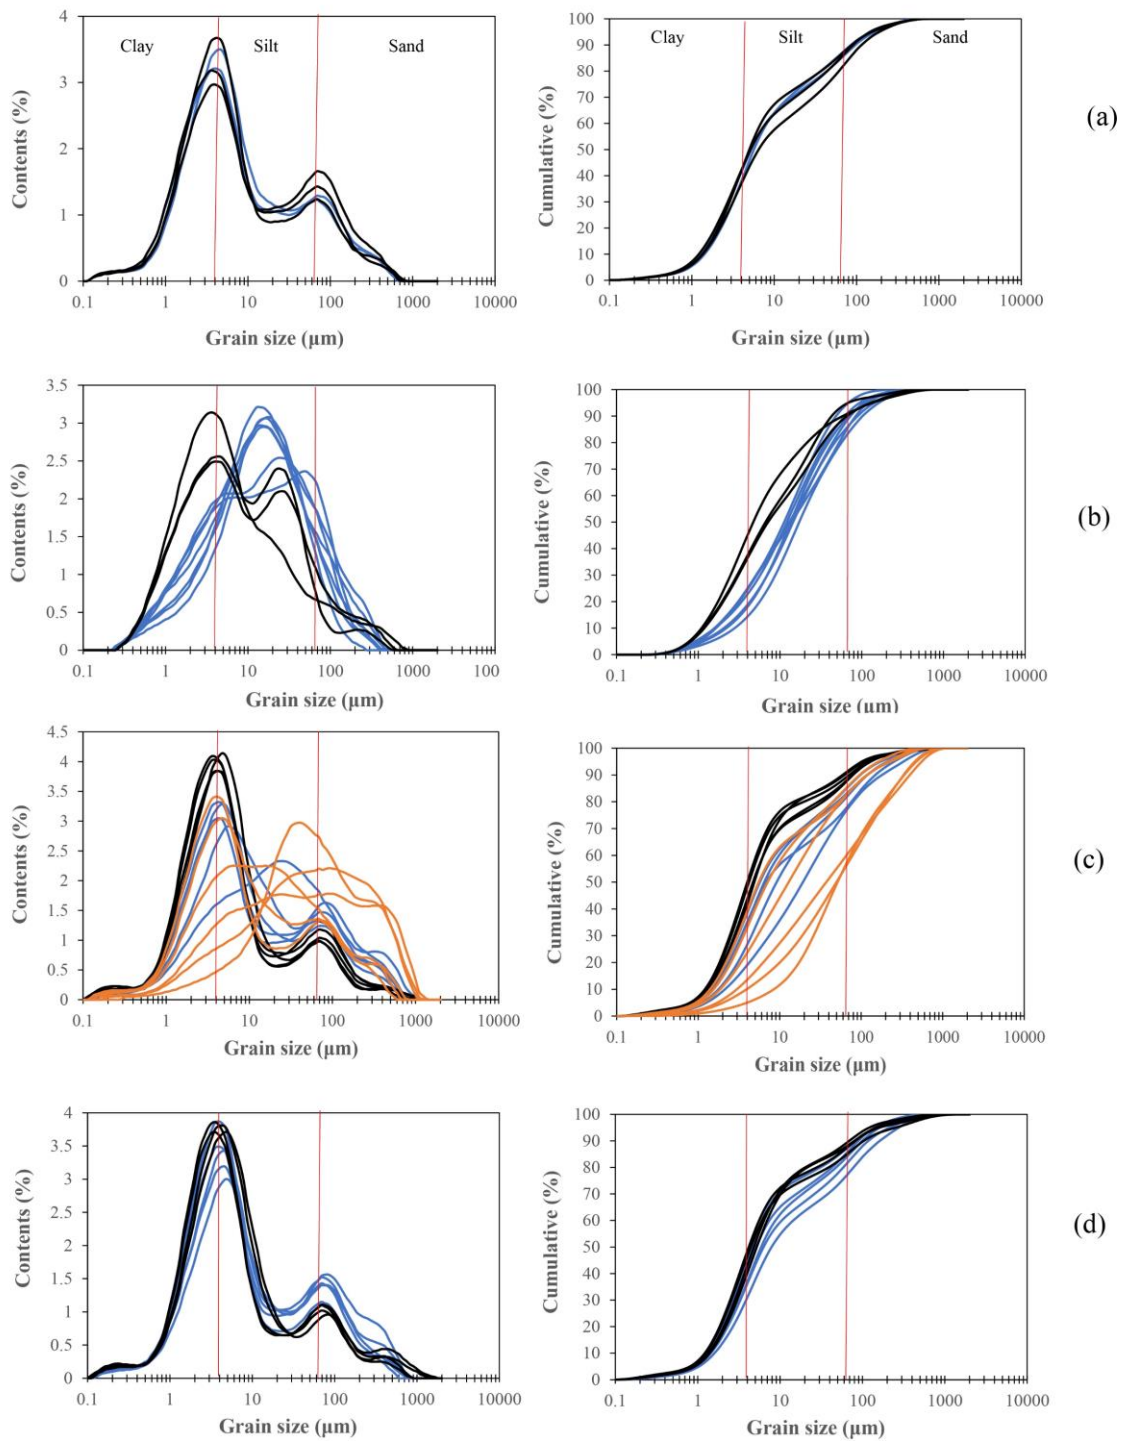 4
3
2
1
0
Clay
Silt
Sand
Contents (%)
0.1 1 10 100 1000 10000
Grain size (µm)
100
90
80
70
60
50
40
30
20
10
0
Clay
Silt
Sand
Cumulative (%)
0.1 1 10 100 1000 10000
Grain size (µm)
(a)
3.5
3
2.5
2
1.5
1
0.5
0
Contents (%)
0.1 1 10 100 1000 1000
Grain size (µm)
100
90
80
70
60
50
40
30
20
10
0
Cumulative (%)
0.1 1 10 100 1000 10000
Grain size (µm)
(b)
4.5
4
3.5
3
2.5
2
1.5
1
0.5
0
Contents (%)
0.1 1 10 100 1000 10000
Grain size (µm)
100
90
80
70
60
50
40
30
20
10
0
Cumulative (%)
0.1 1 10 100 1000 10000
Grain size (µm)
(c)
4
3.5
3
2.5
2
1.5
1
0.5
0
Contents (%)
0.1 1 10 100 1000 10000
Grain size (µm)
100
90
80
70
60
50
40
30
20
10
0
Cumulative (%)
0.1 1 10 100 1000 10000
Grain size (µm)
(d)